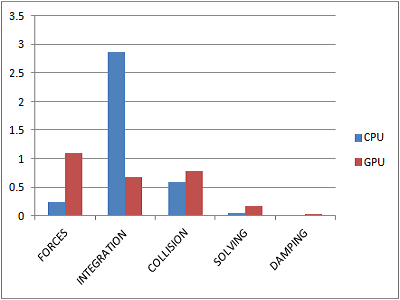 3.5
3
2.5
2
1.5
1
0.5
0
FORCES
INTEGRATION
COLLISION
SOLVING
DAMPING
CPU
GPU